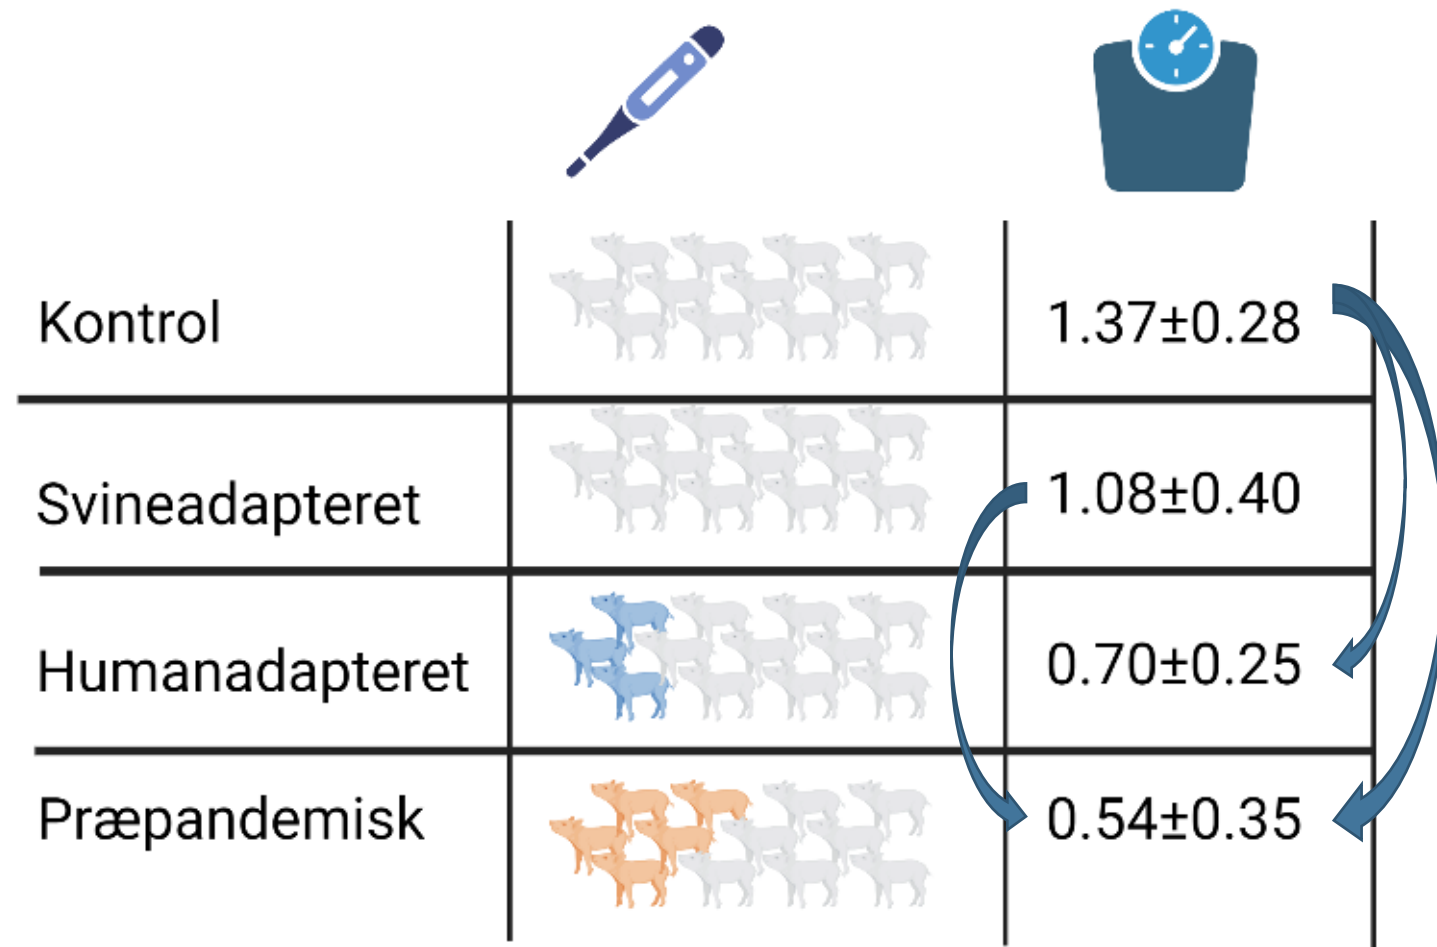 Kontrol 1.37±0.28
Svineadapteret 1.08±0.40
Humanadapteret 0.70±0.25
Præpandemisk 0.54±0.35